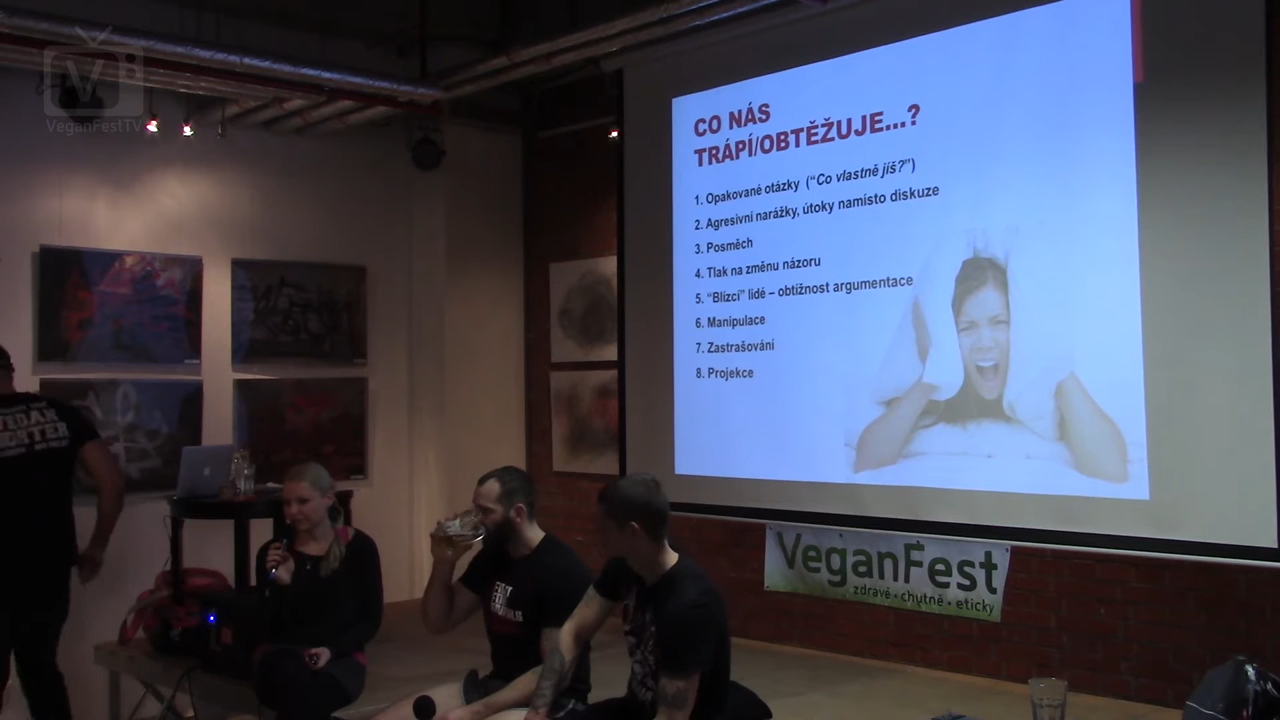 VeganFestTV
CO NÁS
TRÁPÍ/OBTĚŽUJE...?
1. Opakované otázky (“Co vlastně jíš?”)
2. Agresivní narážky, útoky namísto diskuze
3. Posměch
4. Tlak na změnu názoru
5. “Blízcí” lidé – obtížnost argumentace
6. Manipulace
7. Zastrašování
8. Projekce
VeganFest
zdravě • chutně • eticky